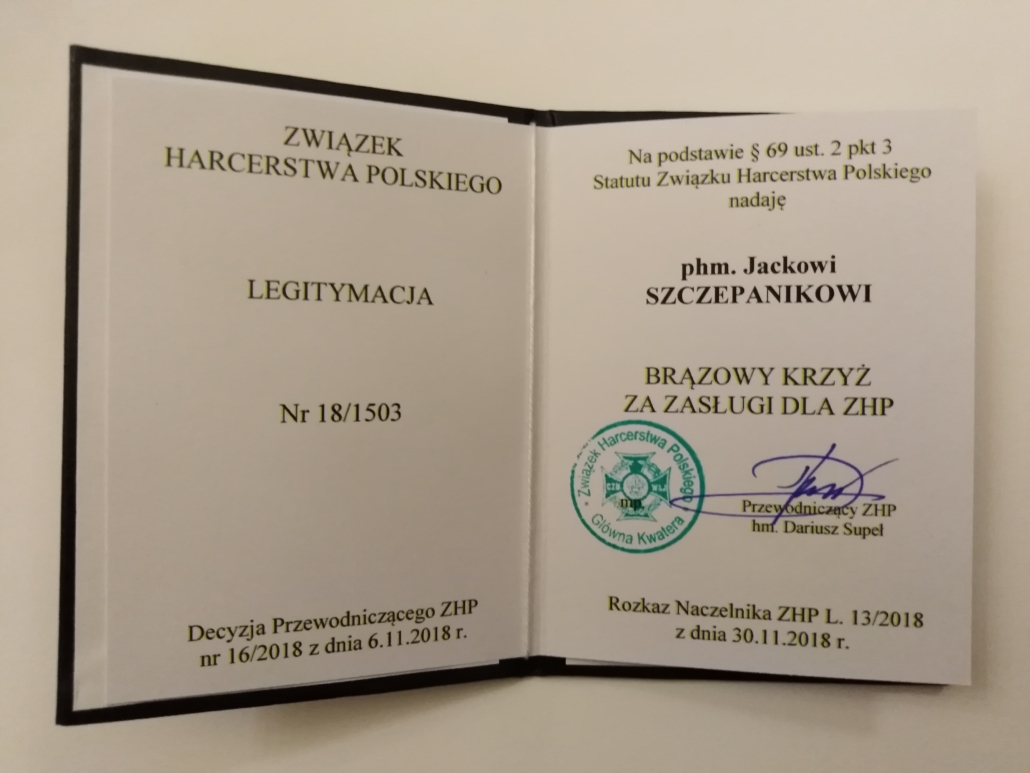 ZWIĄZEK
HARCERSTWA POLSKIEGO
LEGITYMACJA
Nr 18/1503
Decyzja Przewodniczącego ZHP
nr 16/2018 z dnia 6.11.2018 r.
Na podstawie § 69 ust. 2 pkt 3
Statutu Związku Harcerstwa Polskiego
nadaję
phm. Jackowi
SZCZEPANIKOWI
BRĄZOWY KRZYŻ
ZA ZASŁUGI DLA ZHP
Związek Harcerstwa Polskiego
CZU WAJ
mp.
Główna Kwatera
Przewodniczący ZHP
hm. Dariusz Supeł
Rozkaz Naczelnika ZHP L. 13/2018
z dnia 30.11.2018 r.